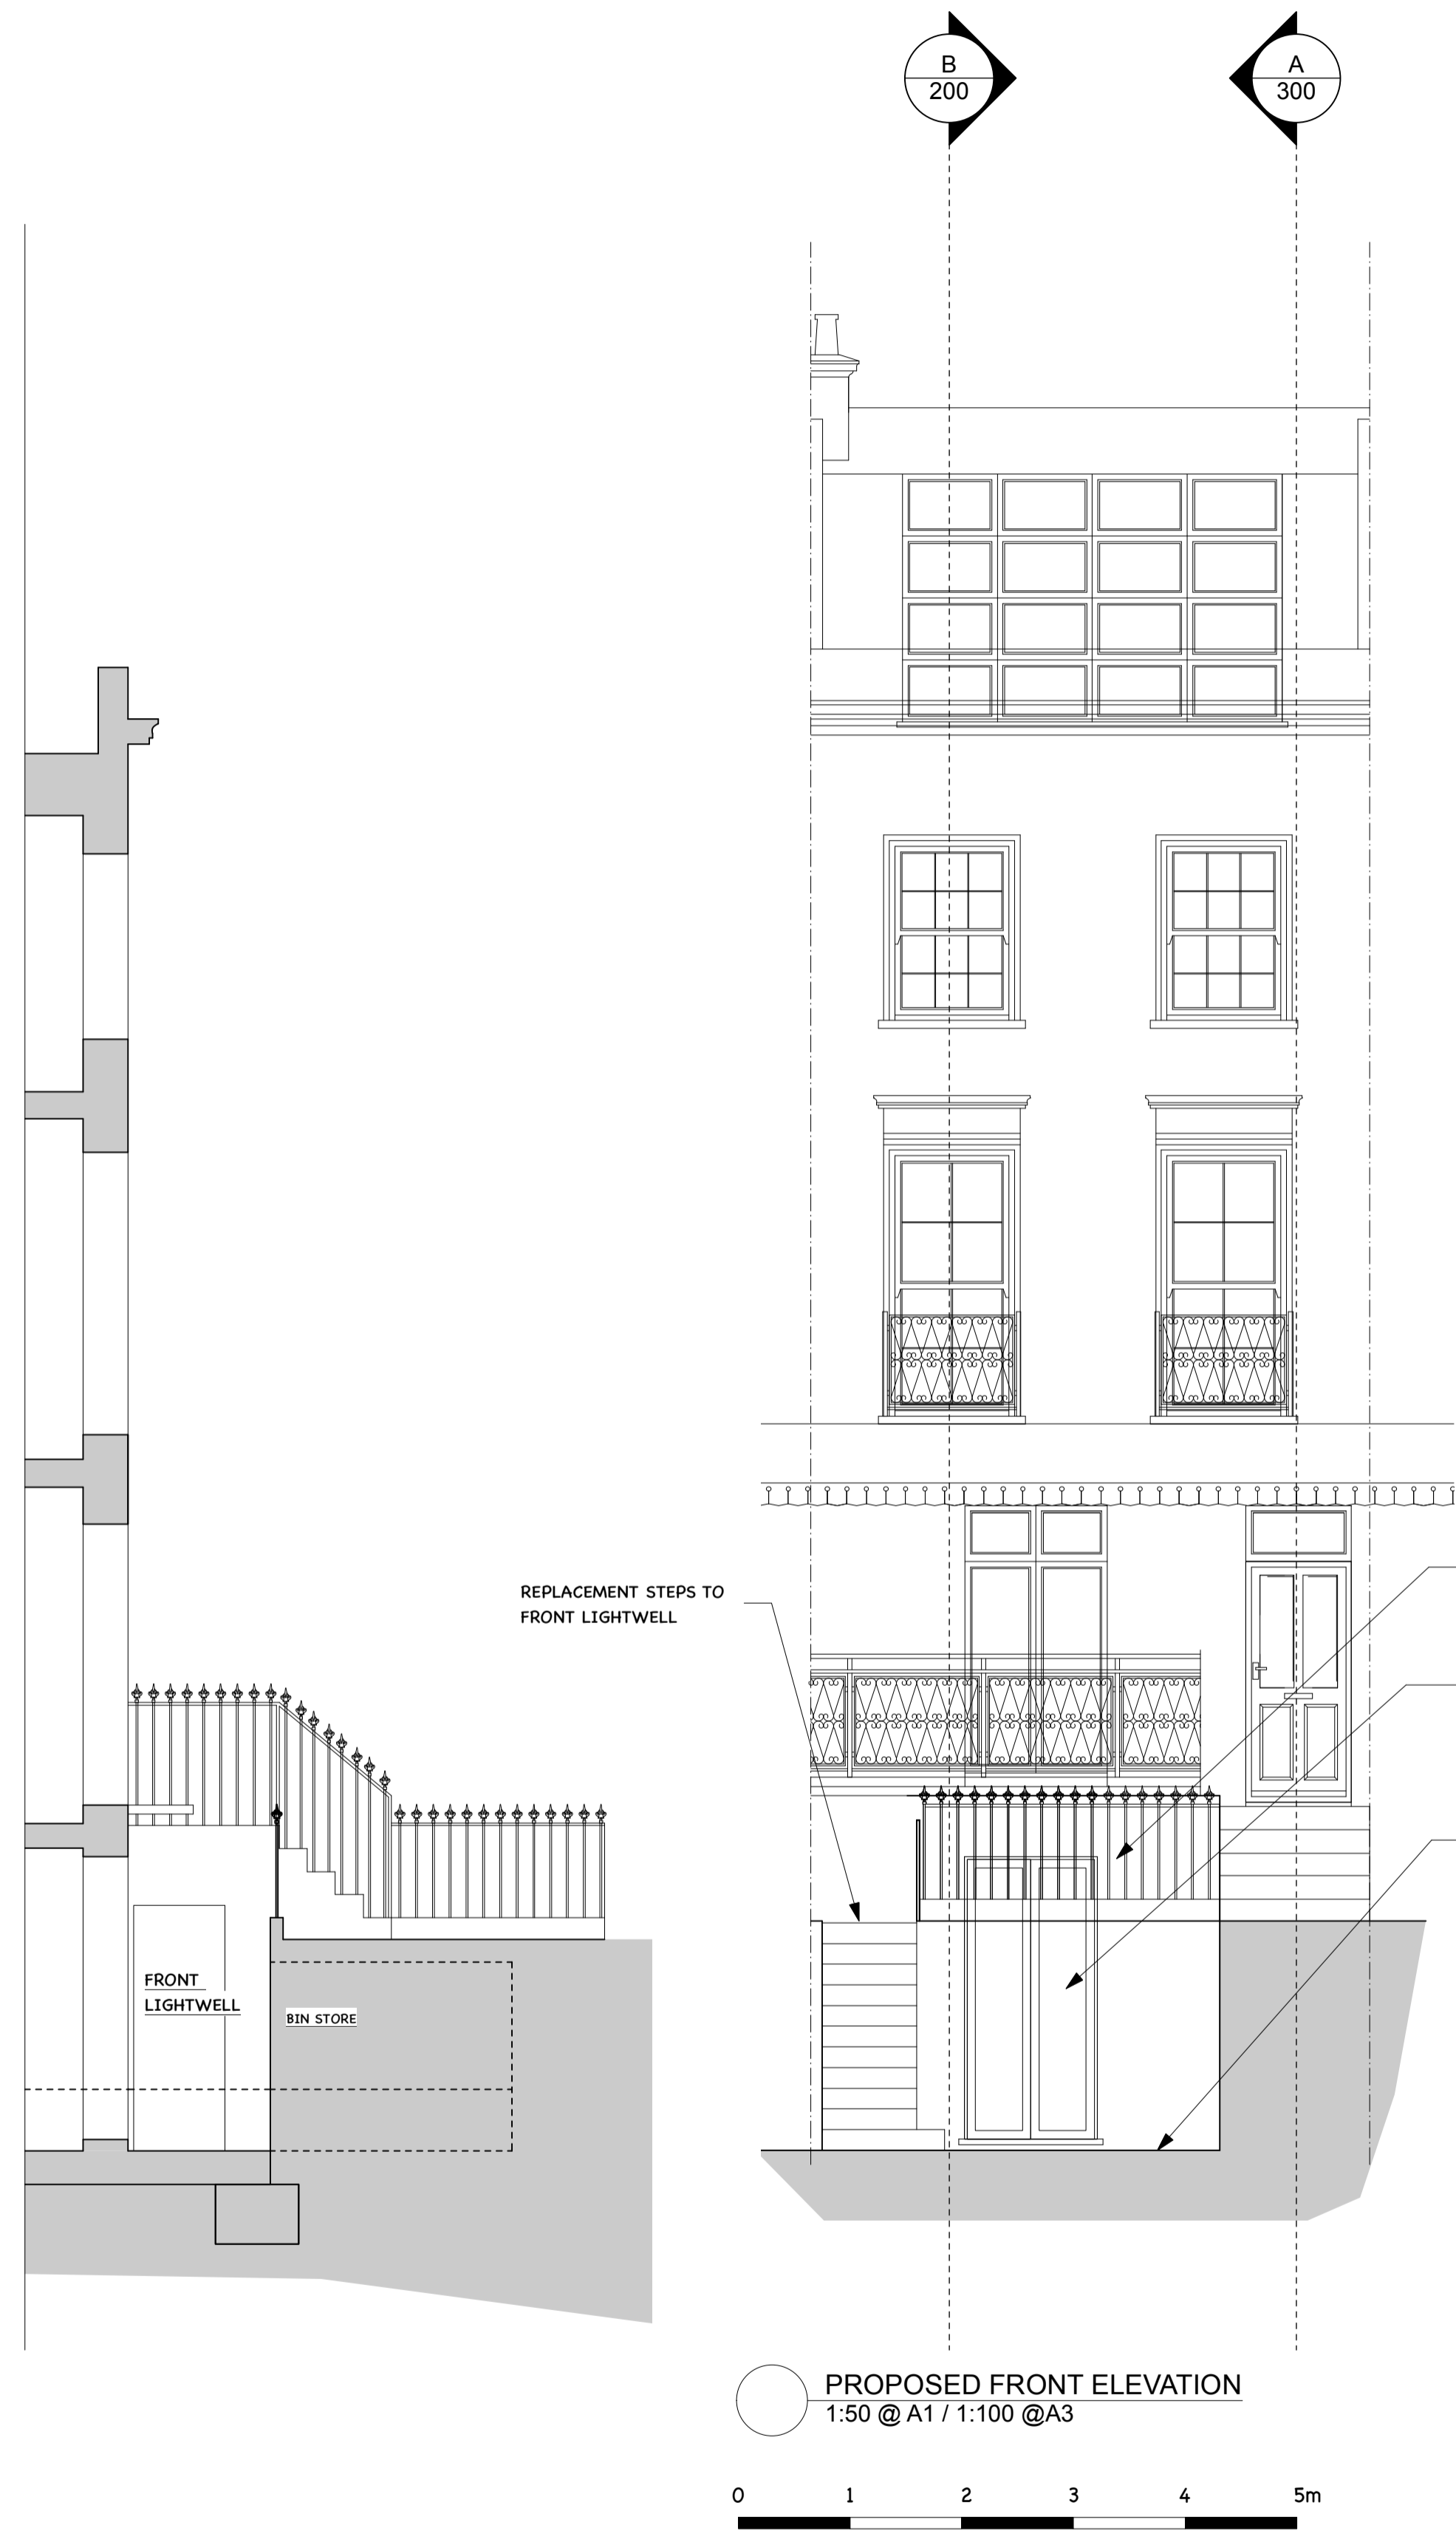 B
200
A
300
REPLACEMENT STEPS TO
FRONT LIGHTWELL
FRONT
LIGHTWELL
BIN STORE
PROPOSED FRONT ELEVATION
1:50 @ A1 / 1:100 @A3
0 1 2 3 4 5m